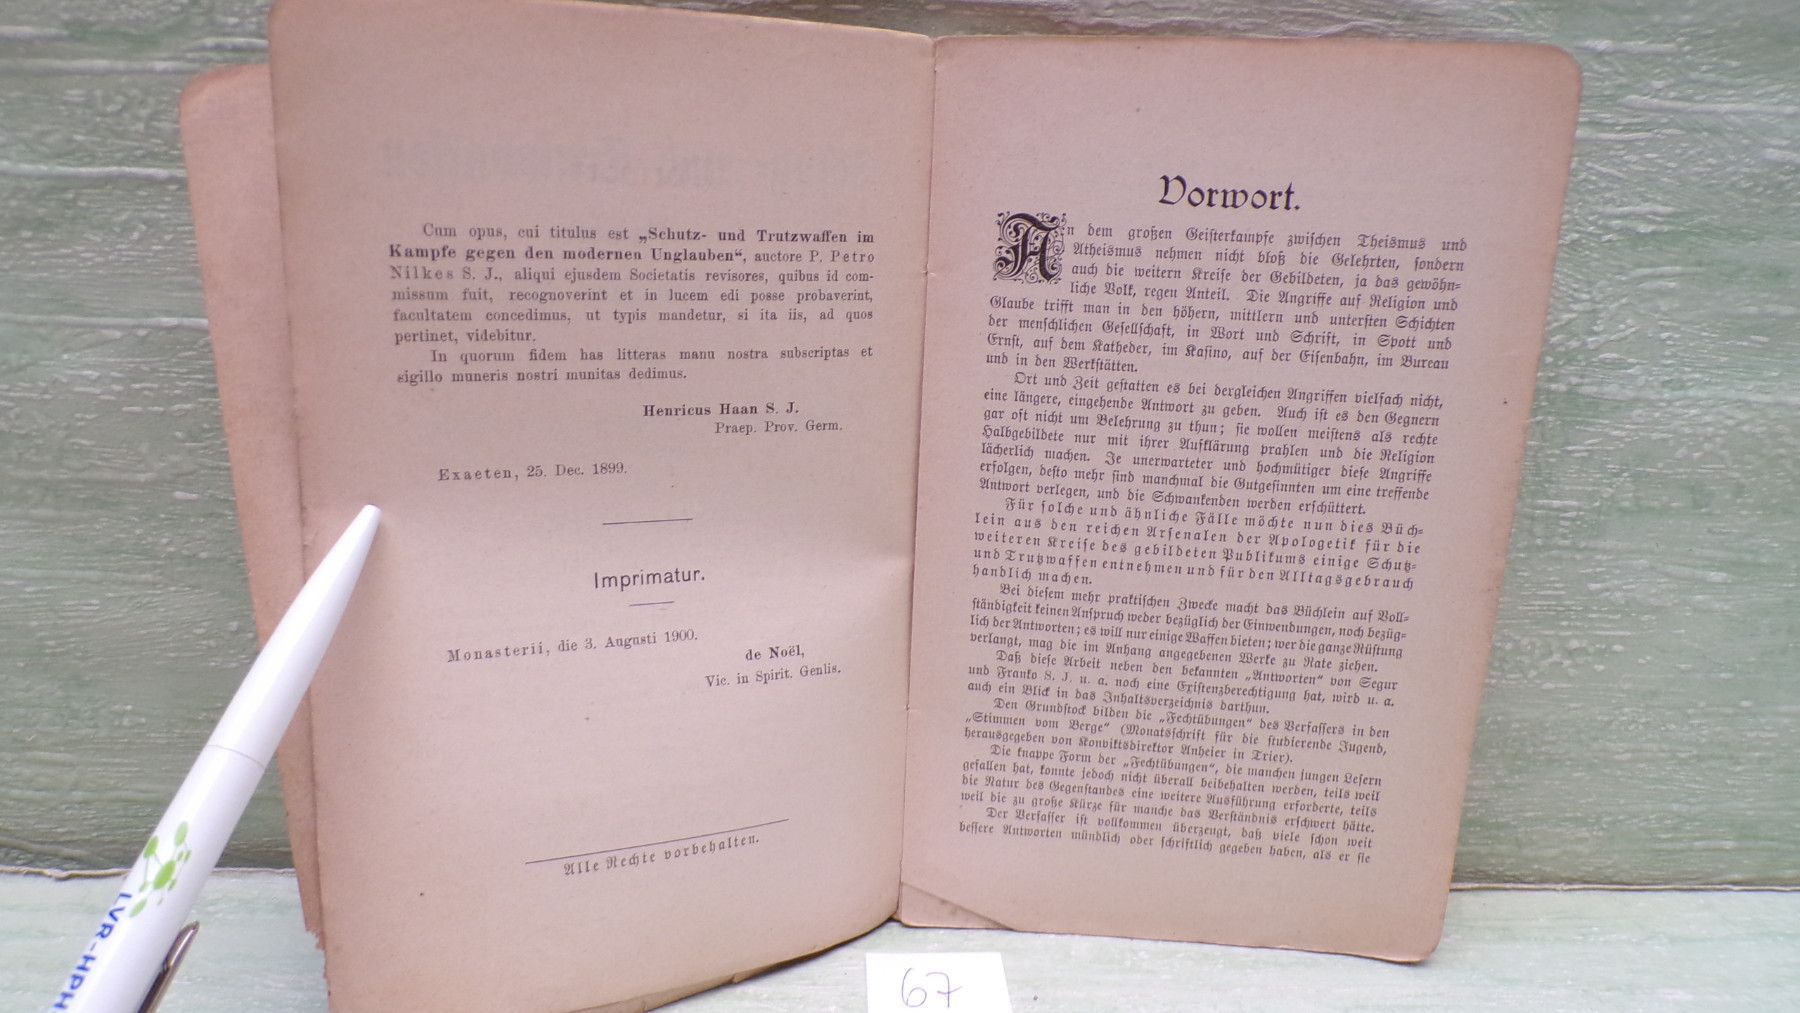 Cum opus, cui titulus est „Schutz- und Trutzwaffen im
Kampfe gegen den modernen Unglauben“, auctore P. Petro
Nilkes S. J., aliqui ejusdem Societatis revisores, quibus id com-
missum fuit, recognoverint et in lucem edi posse probaverint,
facultatem concedimus, ut typis mandetur, si ita iis, ad quos
pertinet, videbitur.
In quorum fidem has litteras manu nostra subscriptas et
sigillo muneris nostri munitas dedimus.
Henricus Haan S. J.
Praep. Prov. Germ.
Exaeten, 25. Dec. 1899.
Imprimatur.
Monasterii, die 3. Augusti 1900.
de Noël,
Vic. in Spirit. Genlis.
Alle Rechte vorbehalten.
Vorwort.
An dem großen Geisterkampfe zwischen Theismus und
Atheismus nehmen nicht bloß die Gelehrten, sondern
auch die weitern Kreise der Gebildeten, ja das gewöhn-
liche Volk, regen Anteil. Die Angriffe auf Religion und
Glaube trifft man in den höhern, mittlern und untersten Schichten
der menschlichen Gesellschaft, in Wort und Schrift, in Spott und
Ernst, auf dem Katheder, im Kasino, auf der Eisenbahn, im Bureau
und in den Werkstätten.
Ort und Zeit gestatten es bei dergleichen Angriffen vielfach nicht,
eine längere, eingehende Antwort zu geben. Auch ist es den Gegnern
gar oft nicht um Belehrung zu thun; sie wollen meistens als rechte
Halbgebildete nur mit ihrer Aufklärung prahlen und die Religion
lächerlich machen. Je unerwarteter und hochmütiger diese Angriffe
erfolgen, desto mehr sind manchmal die Gutgesinnten um eine treffende
Antwort verlegen, und die Schwankenden werden erschüttert.
Für solche und ähnliche Fälle möchte nun dies Büch-
lein aus den reichen Arsenalen der Apologetik für die
weiteren Kreise des gebildeten Publikums einige Schutz-
und Trutzwaffen entnehmen und für den Alltagsgebrauch
handlich machen.
Bei diesem mehr praktischen Zwecke macht das Büchlein auf Voll-
ständigkeit keinen Anspruch weder bezüglich der Einwendungen, noch bezüg-
lich der Antworten; es will nur einige Waffen bieten; wer die ganze Rüstung
verlangt, mag die im Anhang angegebenen Werke zu Rate ziehen.
Daß diese Arbeit neben den bekannten „Antworten“ von Segur
und Franko S. J. u. a. noch eine Existenzberechtigung hat, wird u. a.
auch ein Blick in das Inhaltsverzeichnis darthun.
Den Grundstock bilden die „Fechtübungen“ des Verfassers in den
„Stimmen vom Berge“ (Monatsschrift für die studierende Jugend,
herausgegeben von Konviktsdirektor Anheier in Trier).
Die knappe Form der „Fechtübungen“, die manchen jungen Lesern
gefallen hat, konnte jedoch nicht überall beibehalten werden, teils weil
die Natur des Gegenstandes eine weitere Ausführung erforderte, teils
weil die zu große Kürze für manche das Verständnis erschwert hätte.
Der Verfasser ist vollkommen überzeugt, daß viele schon weit
bessere Antworten mündlich oder schriftlich gegeben haben, als er sie
LVR-HPH
67